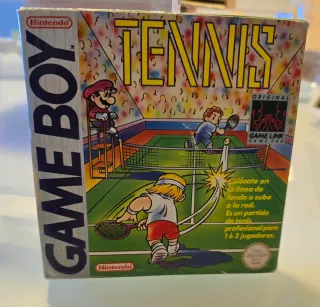 Nintendo
GAME BOY
TENNIS
ORIGINAL
GAME LINK
Colócate en
la línea de
fondo o sube
a la red.
Es un partido
de tenis
profesional para
1 ó 2 jugadores.
Nintendo